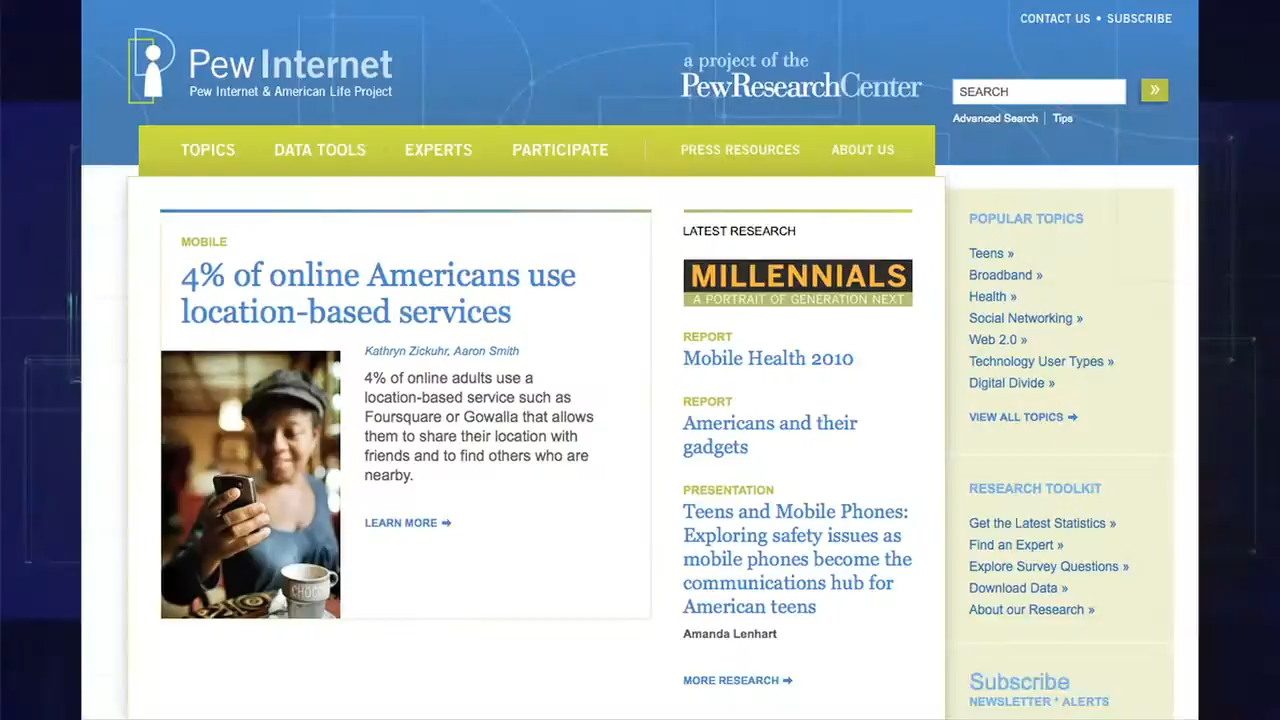 CONTACT US • SUBSCRIBE
Pew Internet
Pew Internet & American Life Project
a project of the
PewResearchCenter
SEARCH
»
Advanced Search | Tips
TOPICS
DATA TOOLS
EXPERTS
PARTICIPATE
PRESS RESOURCES
ABOUT US
MOBILE
4% of online Americans use
location-based services
Kathryn Zickuhr, Aaron Smith
4% of online adults use a
location-based service such as
Foursquare or Gowalla that allows
them to share their location with
friends and to find others who are
nearby.
LEARN MORE ➔
CHOC
LATEST RESEARCH
MILLENNIALS
A PORTRAIT OF GENERATION NEXT
REPORT
Mobile Health 2010
REPORT
Americans and their
gadgets
PRESENTATION
Teens and Mobile Phones:
Exploring safety issues as
mobile phones become the
communications hub for
American teens
Amanda Lenhart
MORE RESEARCH ➔
POPULAR TOPICS
Teens »
Broadband »
Health »
Social Networking »
Web 2.0 »
Technology User Types »
Digital Divide »
VIEW ALL TOPICS ➔
RESEARCH TOOLKIT
Get the Latest Statistics »
Find an Expert »
Explore Survey Questions »
Download Data »
About our Research »
Subscribe
NEWSLETTER * ALERTS